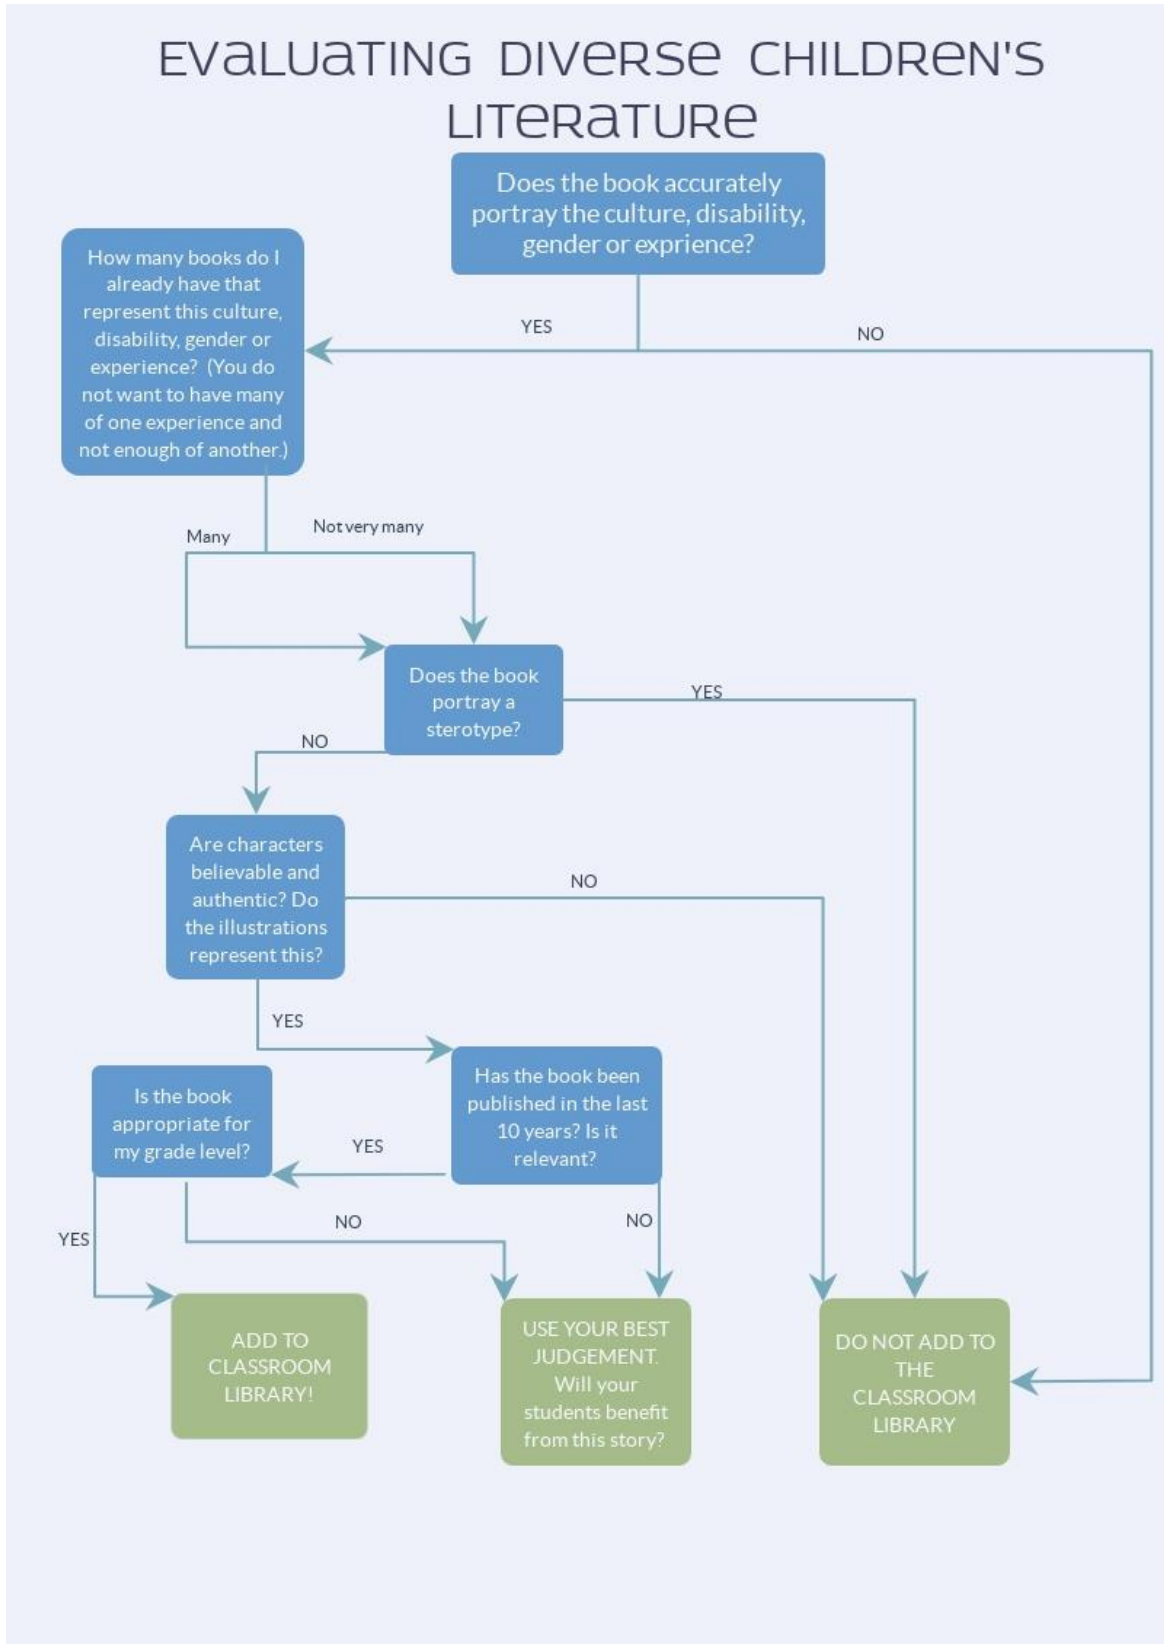 EVALUATING DIVERSE CHILDREN'S
LITERATURE
Does the book accurately
portray the culture, disability,
gender or exprience?
How many books do I
already have that
represent this culture,
disability, gender or
experience? (You do
not want to have many
of one experience and
not enough of another.)
YES
NO
Many
Not very many
Does the book
portray a
sterotype?
YES
NO
Are characters
believable and
authentic? Do
the illustrations
represent this?
NO
YES
Has the book been
published in the last
10 years? Is it
relevant?
Is the book
appropriate for
my grade level?
YES
NO
NO
YES
ADD TO
CLASSROOM
LIBRARY!
USE YOUR BEST
JUDGEMENT.
Will your
students benefit
from this story?
DO NOT ADD TO
THE
CLASSROOM
LIBRARY